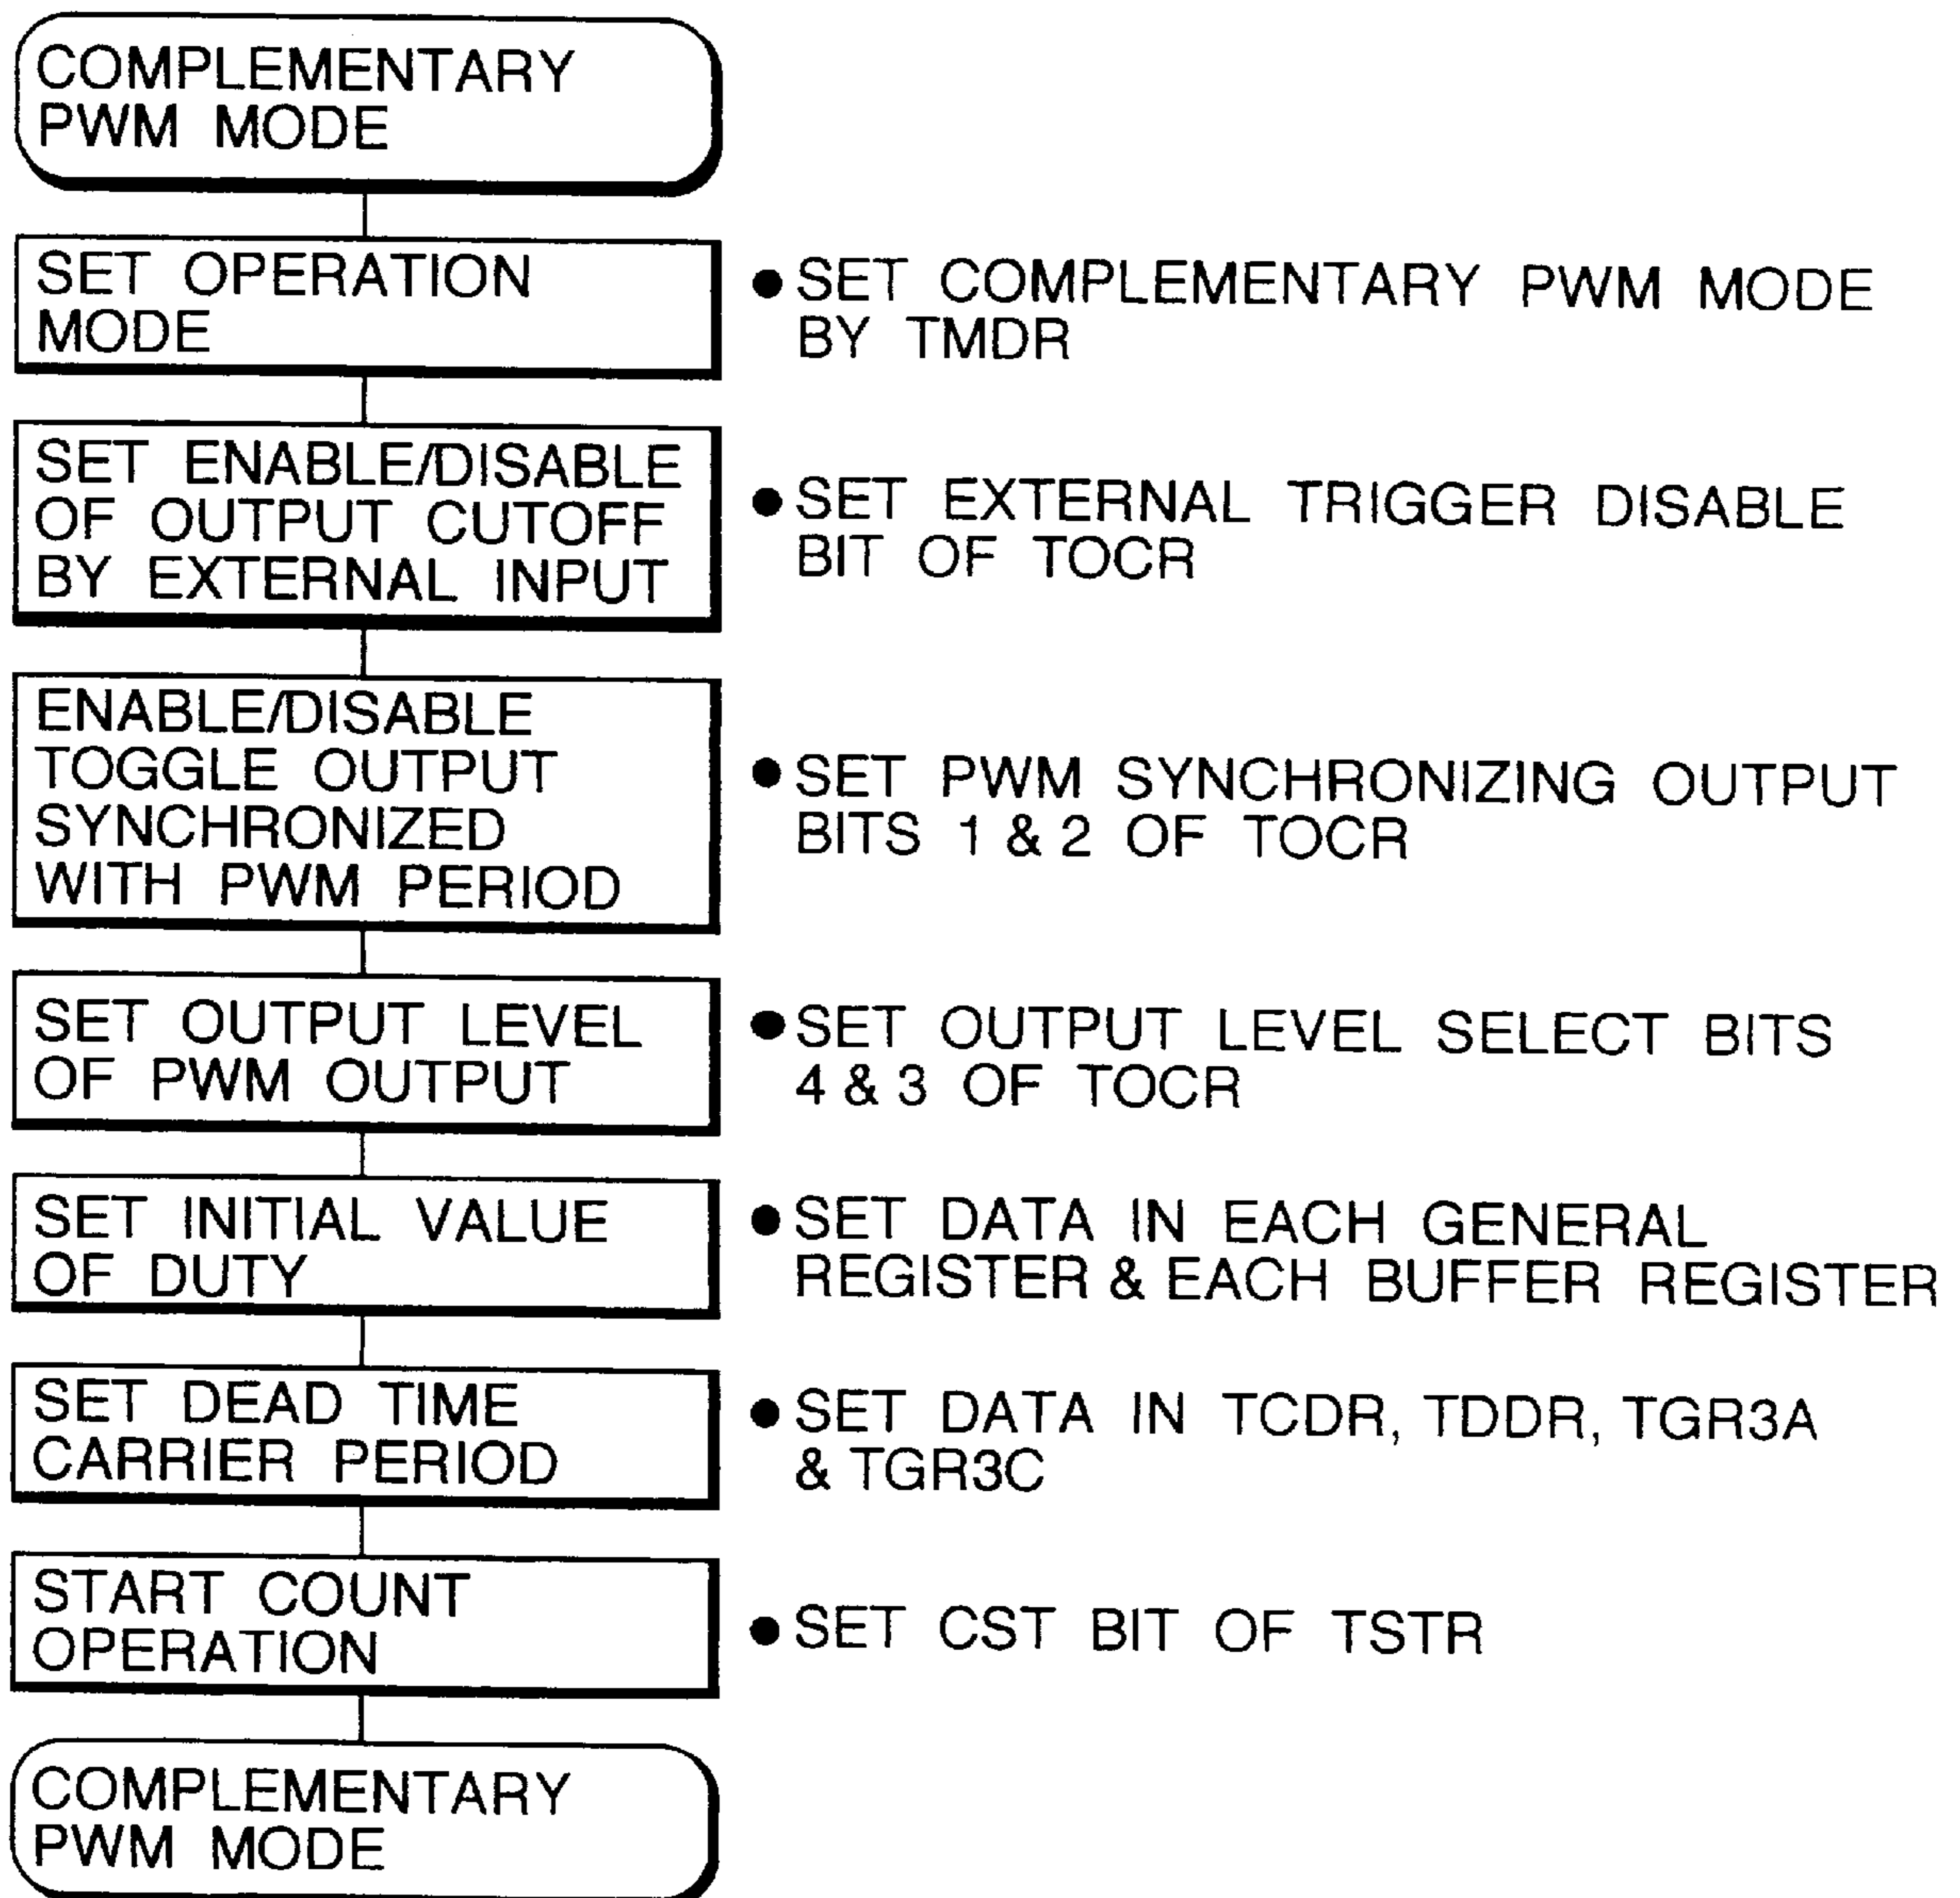 COMPLEMENTARY
PWM MODE
SET OPERATION
MODE
● SET COMPLEMENTARY PWM MODE
BY TMDR
SET ENABLE/DISABLE
OF OUTPUT CUTOFF
BY EXTERNAL INPUT
● SET EXTERNAL TRIGGER DISABLE
BIT OF TOCR
ENABLE/DISABLE
TOGGLE OUTPUT
SYNCHRONIZED
WITH PWM PERIOD
● SET PWM SYNCHRONIZING OUTPUT
BITS 1 & 2 OF TOCR
SET OUTPUT LEVEL
OF PWM OUTPUT
● SET OUTPUT LEVEL SELECT BITS
4 & 3 OF TOCR
SET INITIAL VALUE
OF DUTY
● SET DATA IN EACH GENERAL
REGISTER & EACH BUFFER REGISTER
SET DEAD TIME
CARRIER PERIOD
● SET DATA IN TCDR, TDDR, TGR3A
& TGR3C
START COUNT
OPERATION
● SET CST BIT OF TSTR
COMPLEMENTARY
PWM MODE